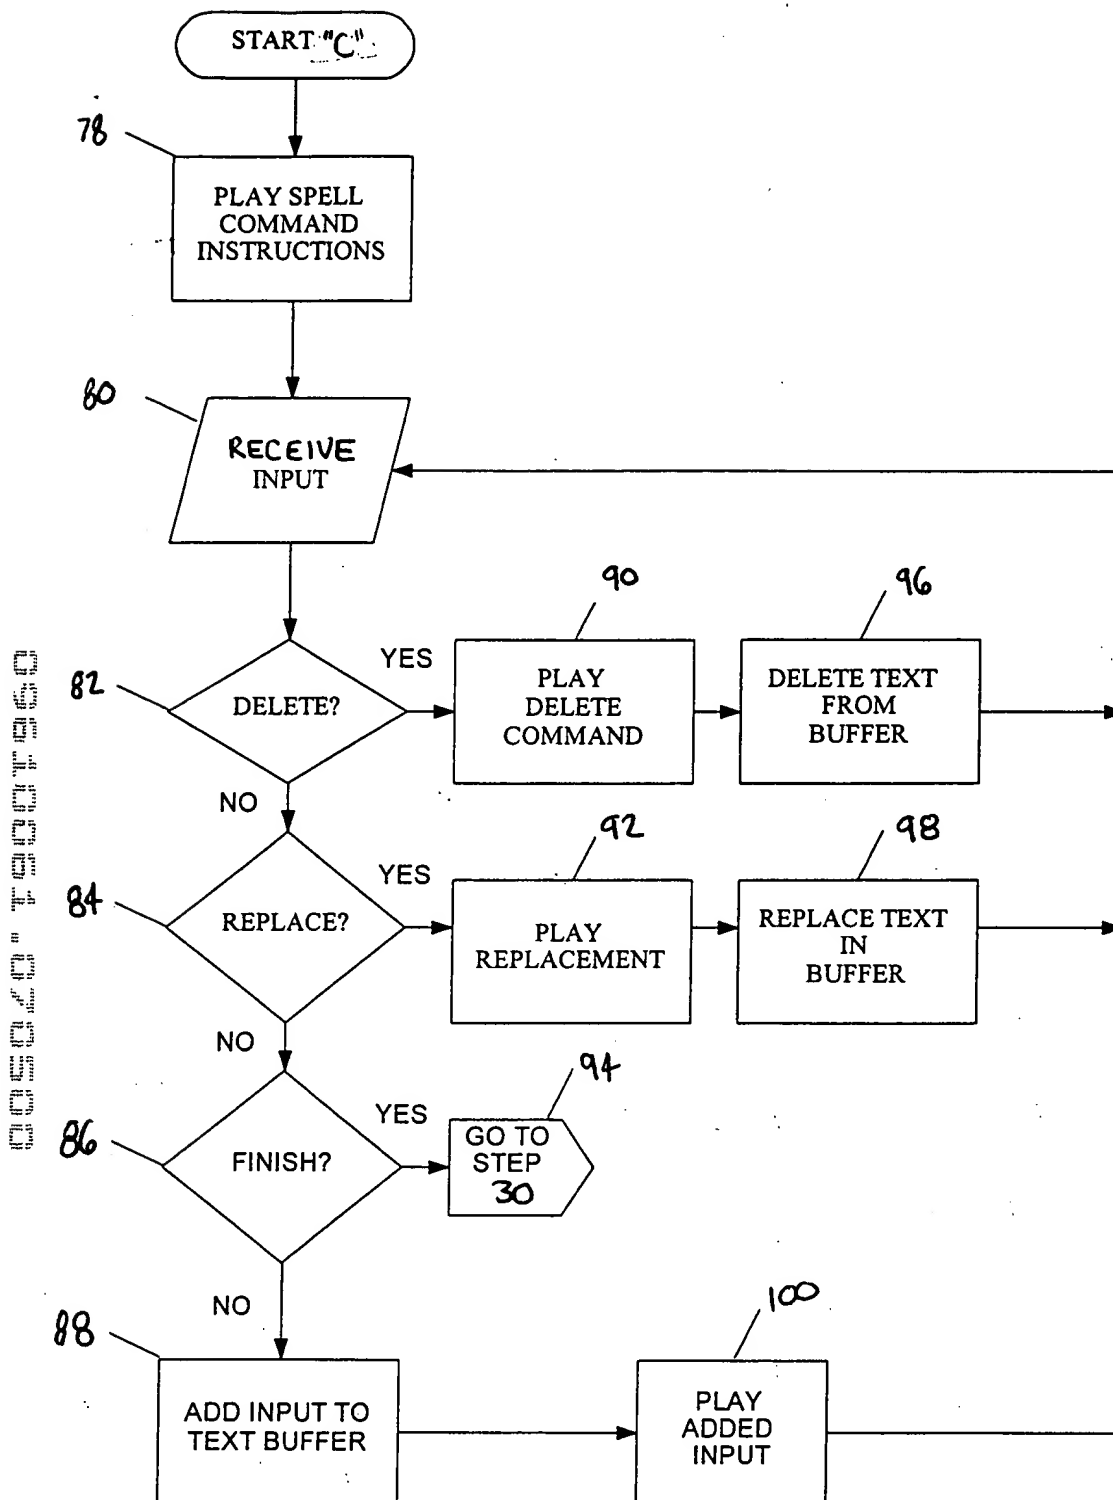 START "C"
78
PLAY SPELL
COMMAND
INSTRUCTIONS
80
RECEIVE
INPUT
90
96
82
DELETE?
YES
PLAY
DELETE
COMMAND
DELETE TEXT
FROM
BUFFER
NO
92
98
84
REPLACE?
YES
PLAY
REPLACEMENT
REPLACE TEXT
IN
BUFFER
NO
94
86
FINISH?
YES
GO TO
STEP
30
NO
88
100
ADD INPUT TO
TEXT BUFFER
PLAY
ADDED
INPUT